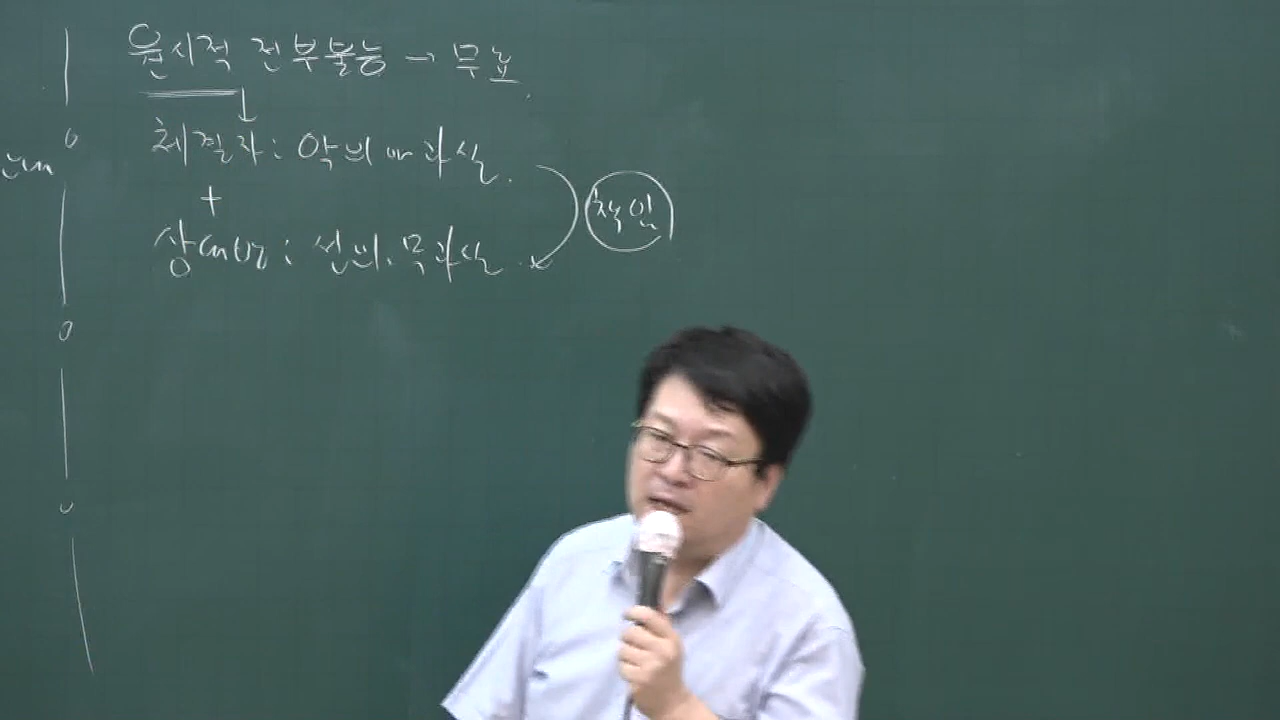 원시적 전부불능 → 무효
체결자 : 악의 or 과실
+
상대방 : 선의. 무과실
책임